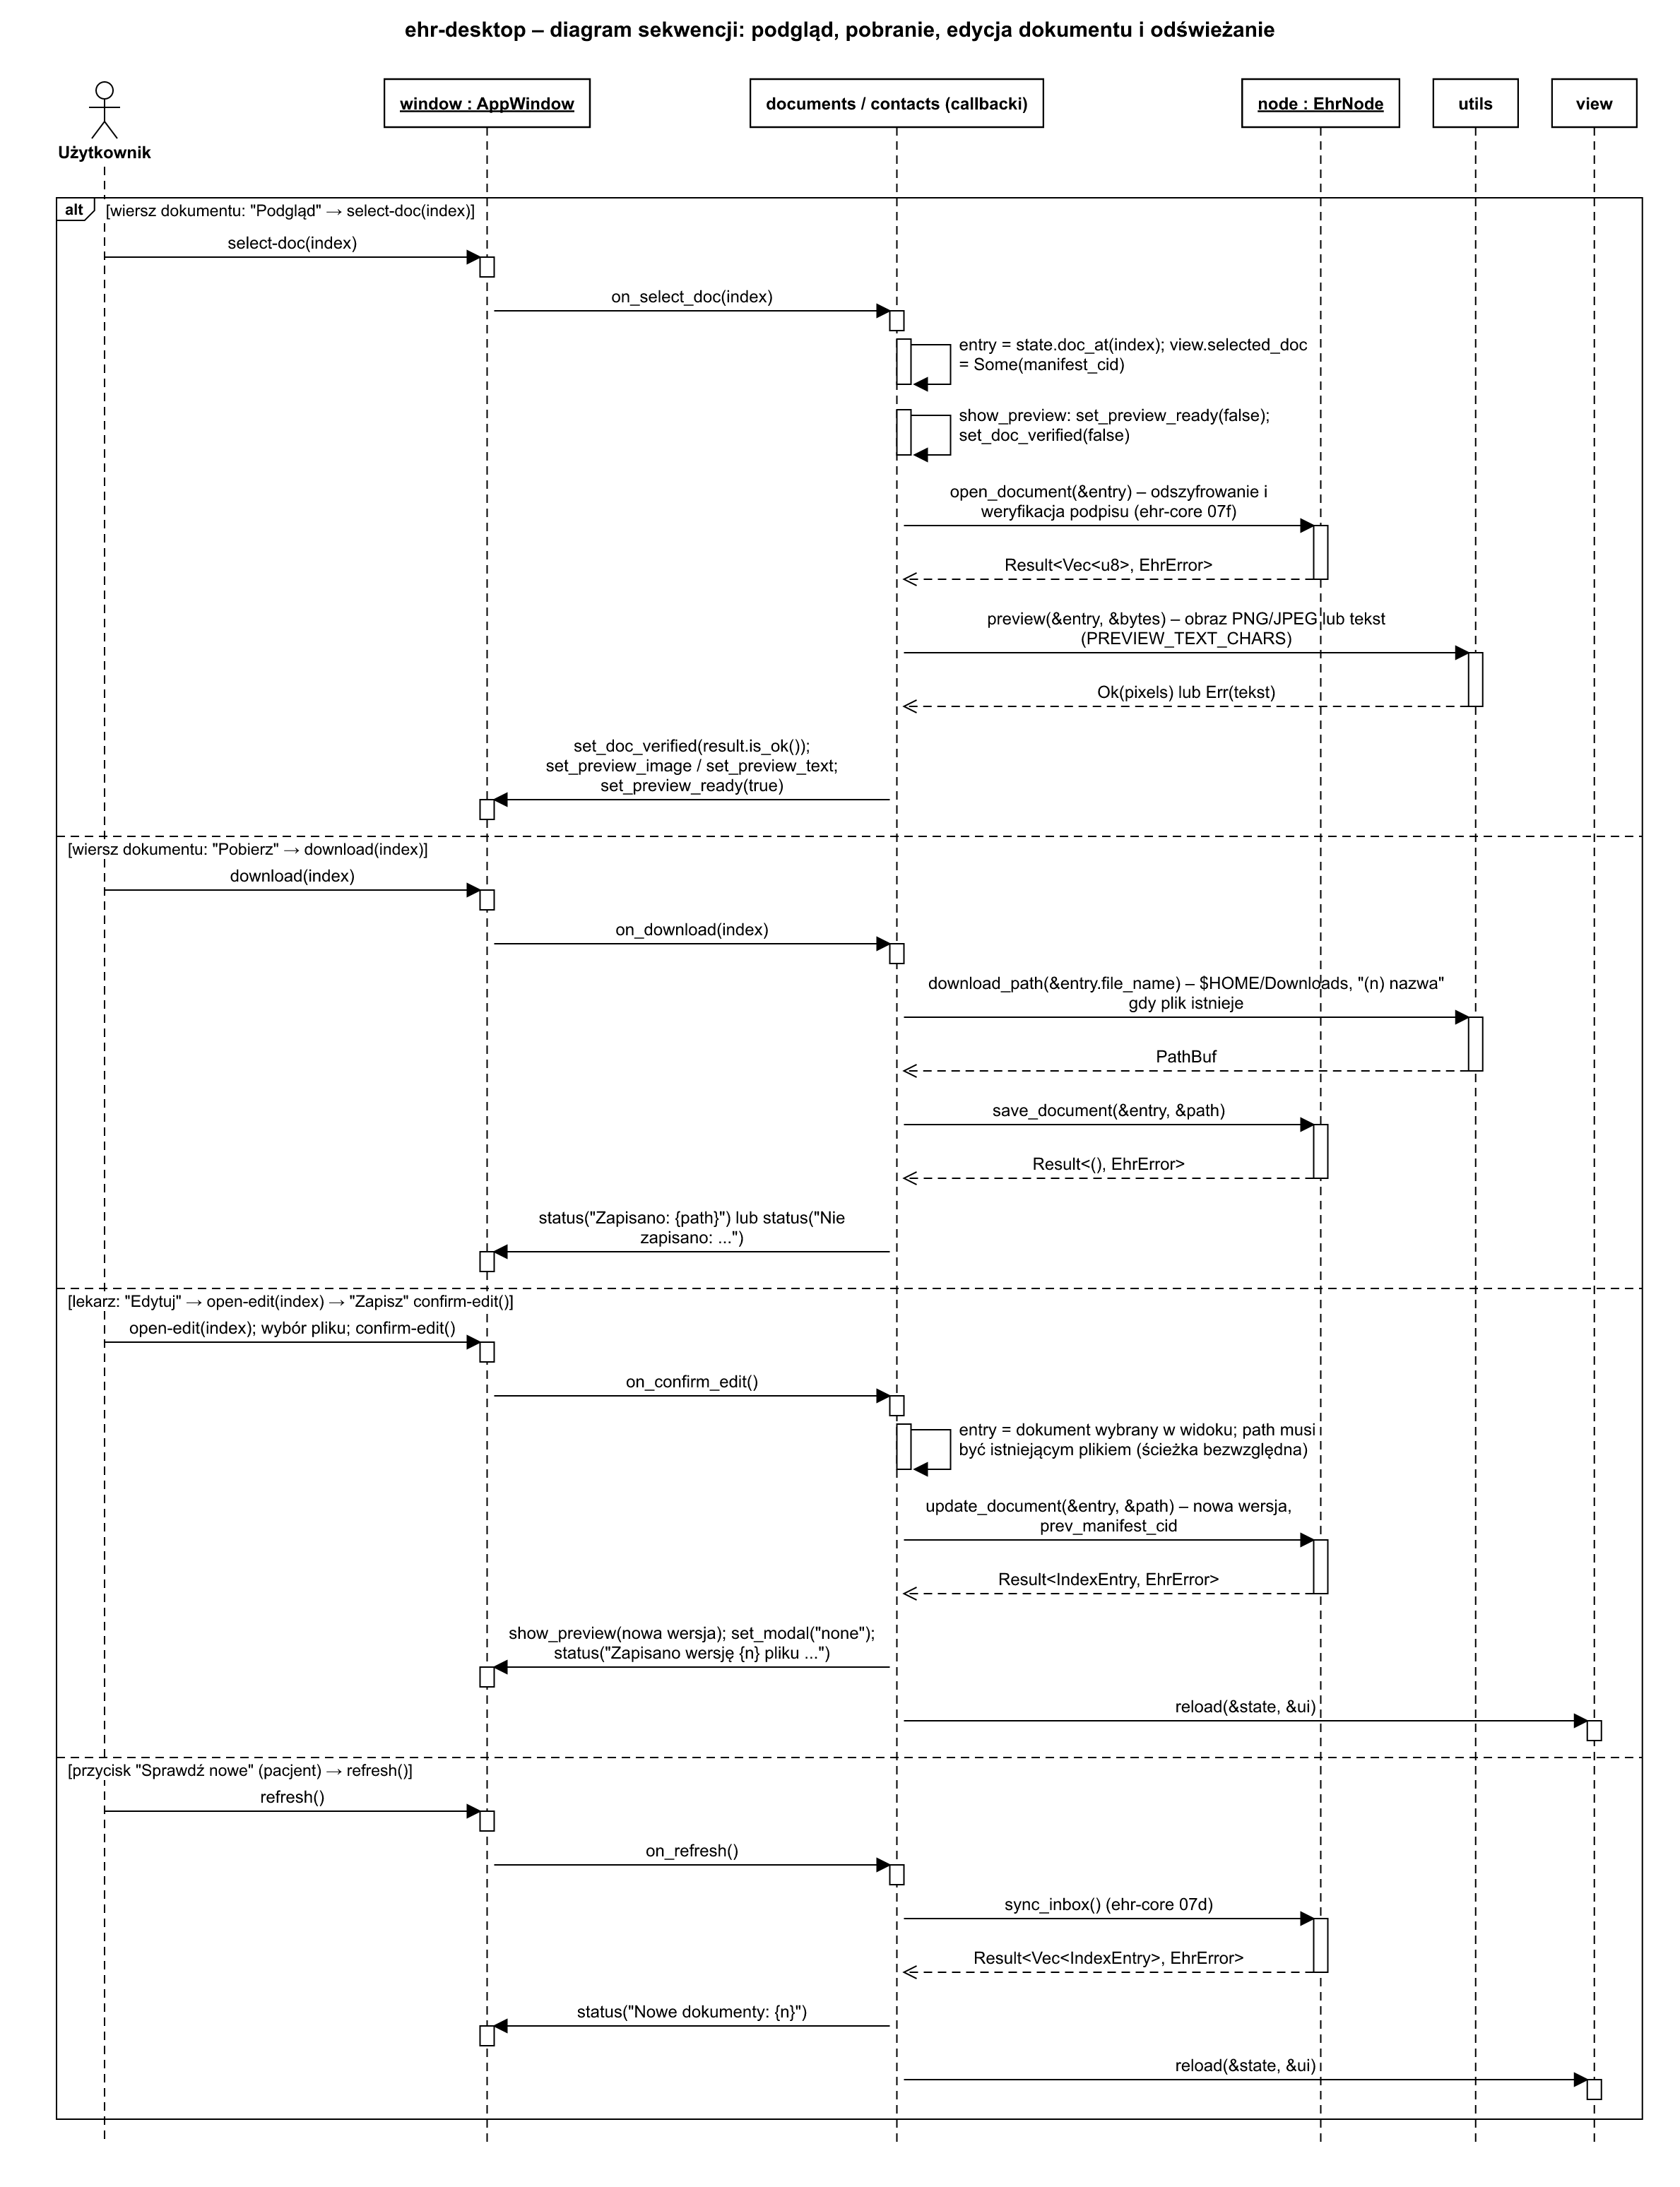 ehr-desktop – diagram sekwencji: podgląd, pobranie, edycja dokumentu i odświeżanie
Użytkownik
window : AppWindow
documents / contacts (callbacki)
node : EhrNode
utils
view
alt
[wiersz dokumentu: "Podgląd" → select-doc(index)]
select-doc(index)
on_select_doc(index)
entry = state.doc_at(index); view.selected_doc
= Some(manifest_cid)
show_preview: set_preview_ready(false);
set_doc_verified(false)
open_document(&entry) – odszyfrowanie i
weryfikacja podpisu (ehr-core 07f)
Result<Vec<u8>, EhrError>
preview(&entry, &bytes) – obraz PNG/JPEG lub tekst
(PREVIEW_TEXT_CHARS)
Ok(pixels) lub Err(tekst)
set_doc_verified(result.is_ok());
set_preview_image / set_preview_text;
set_preview_ready(true)
[wiersz dokumentu: "Pobierz" → download(index)]
download(index)
on_download(index)
download_path(&entry.file_name) – $HOME/Downloads, "(n) nazwa"
gdy plik istnieje
PathBuf
save_document(&entry, &path)
Result<(), EhrError>
status("Zapisano: {path}") lub status("Nie
zapisano: ...")
[lekarz: "Edytuj" → open-edit(index) → "Zapisz" confirm-edit()]
open-edit(index); wybór pliku; confirm-edit()
on_confirm_edit()
entry = dokument wybrany w widoku; path musi
być istniejącym plikiem (ścieżka bezwzględna)
update_document(&entry, &path) – nowa wersja,
prev_manifest_cid
Result<IndexEntry, EhrError>
show_preview(nowa wersja); set_modal("none");
status("Zapisano wersję {n} pliku ...")
reload(&state, &ui)
[przycisk "Sprawdź nowe" (pacjent) → refresh()]
refresh()
on_refresh()
sync_inbox() (ehr-core 07d)
Result<Vec<IndexEntry>, EhrError>
status("Nowe dokumenty: {n}")
reload(&state, &ui)